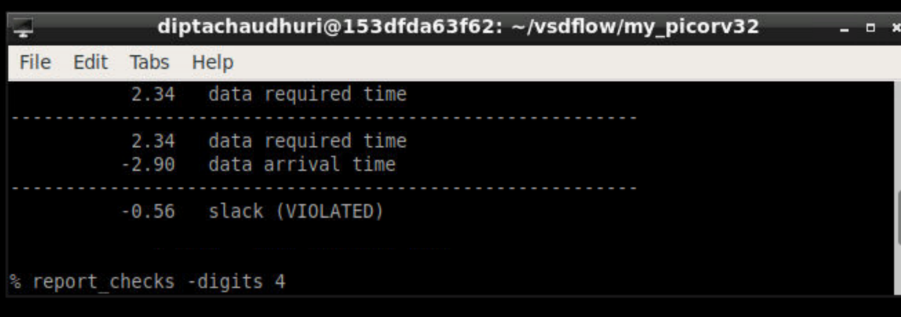 diptachaudhuri@153dfda63f62: ~/vsdflow/my_picorv32
File Edit Tabs Help
2.34 data required time
---------------------------------------------------------
2.34 data required time
-2.90 data arrival time
---------------------------------------------------------
-0.56 slack (VIOLATED)
% report_checks -digits 4